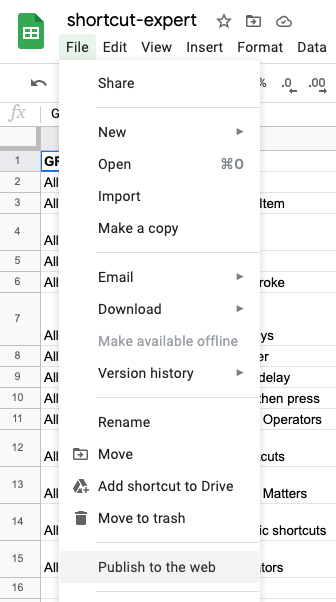 shortcut-expert
File Edit View Insert Format Data
% .0 .00
fx G
1 GR
Share
2 All
3 All Item
New
Open ⌘O
Import
4 All
Make a copy
5 All
6 All roke
Email
7 All ys
Download
Make available offline
8 All er
Version history
9 All delay
10 All then press
11 All Operators
Rename
12 All cuts
Move
13 All Matters
Add shortcut to Drive
14 All ic shortcuts
Move to trash
15 All ators
Publish to the web
16